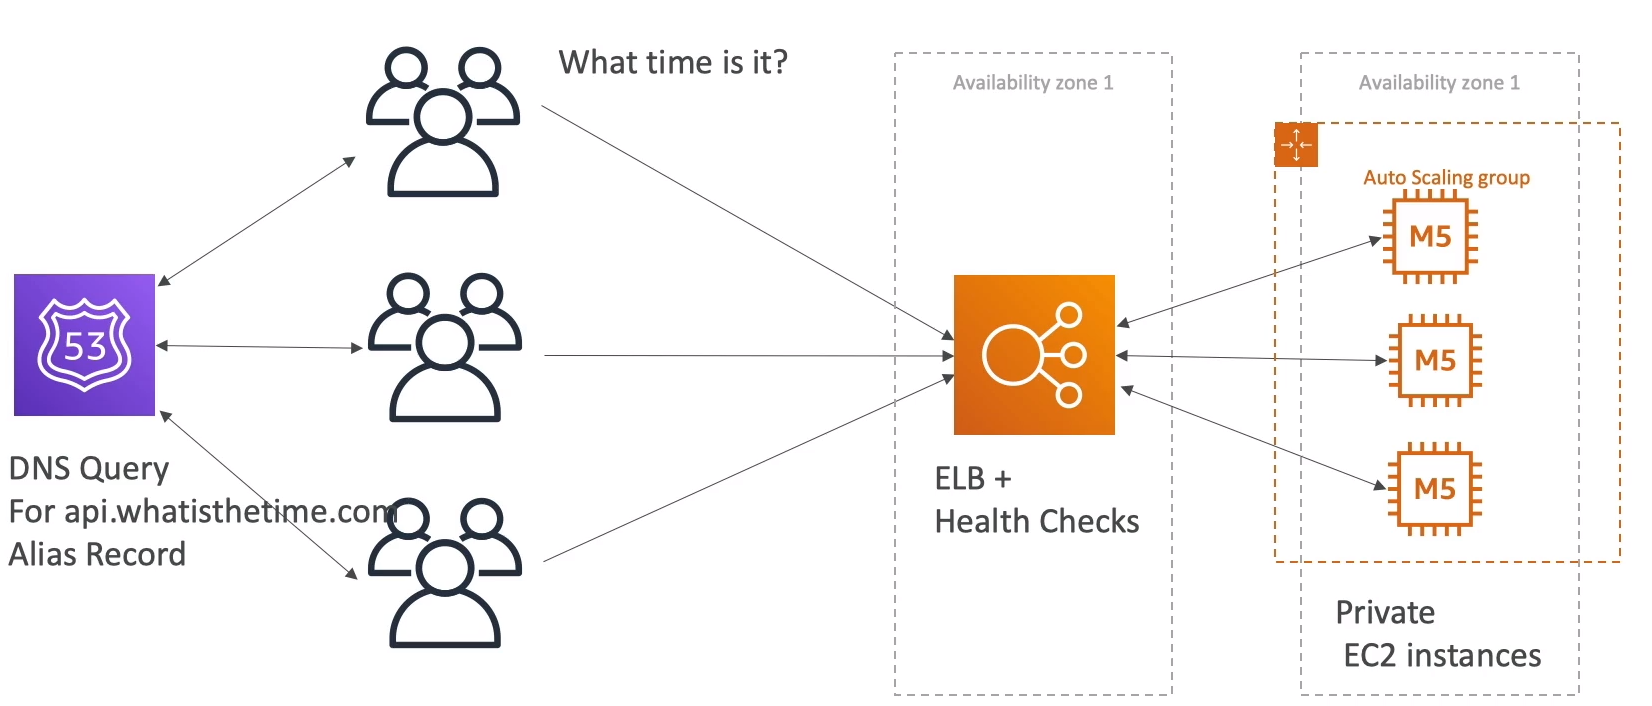 What time is it?
Availability zone 1
Availability zone 1
Auto Scaling group
M5
53
M5
DNS Query
For api.whatisthetime.com
Alias Record
ELB +
Health Checks
M5
Private
EC2 instances